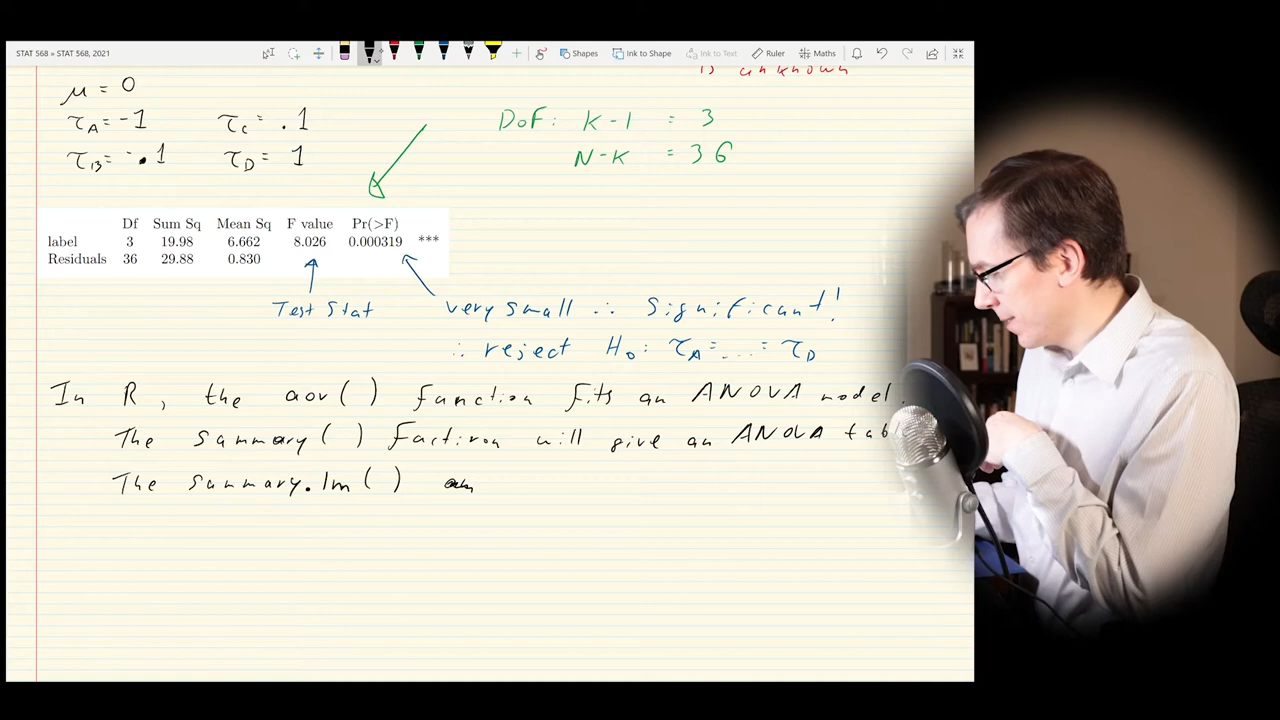 STAT 568 » STAT 568, 2021
Shapes Ink to Shape Ink to Text Ruler Maths
is unknown
μ = 0
τA = -1 τC = .1 DoF: K-1 = 3
τB = -.1 τD = 1 N-K = 36
Df Sum Sq Mean Sq F value Pr(>F)
label 3 19.98 6.662 8.026 0.000319 ***
Residuals 36 29.88 0.830
Test Stat very small ∴ significant!
∴ reject H0: τA = ... = τD
In R, the aov( ) function fits an ANOVA model.
The summary( ) factiron will give an ANOVA tabl
The summary.lm( )